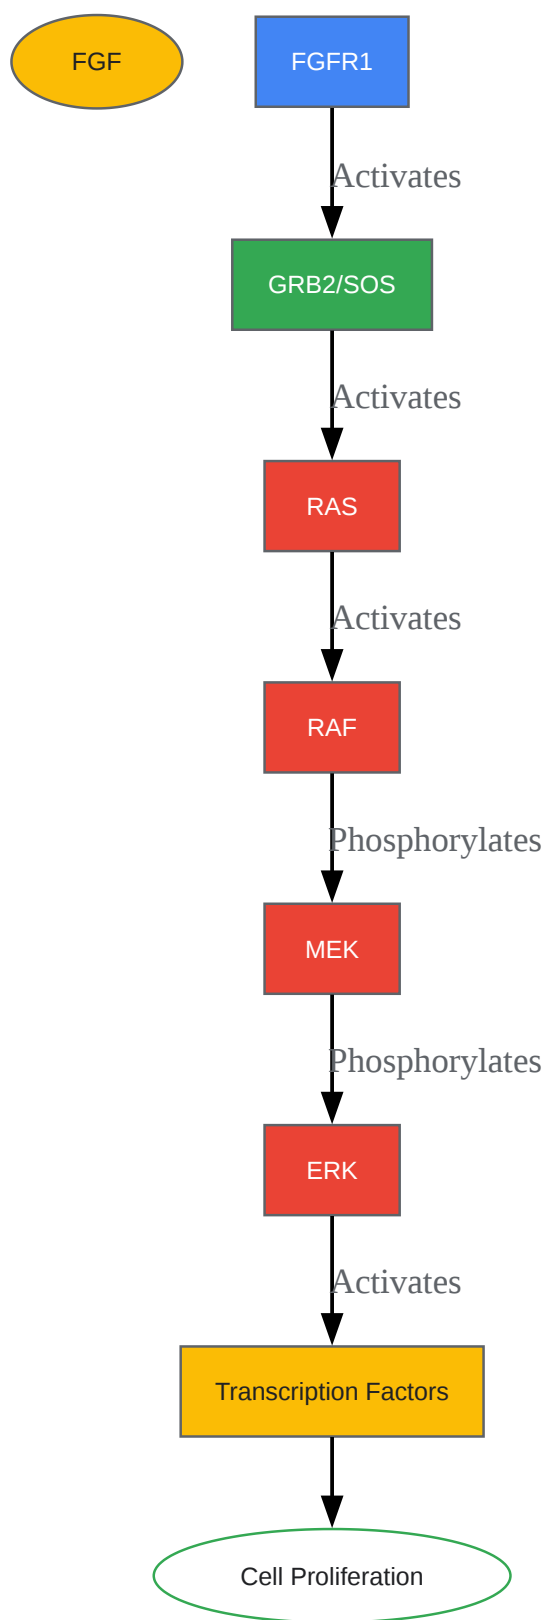 FGF
FGFR1
Activates
GRB2/SOS
Activates
RAS
Activates
RAF
Phosphorylates
MEK
Phosphorylates
ERK
Activates
Transcription Factors
Cell Proliferation